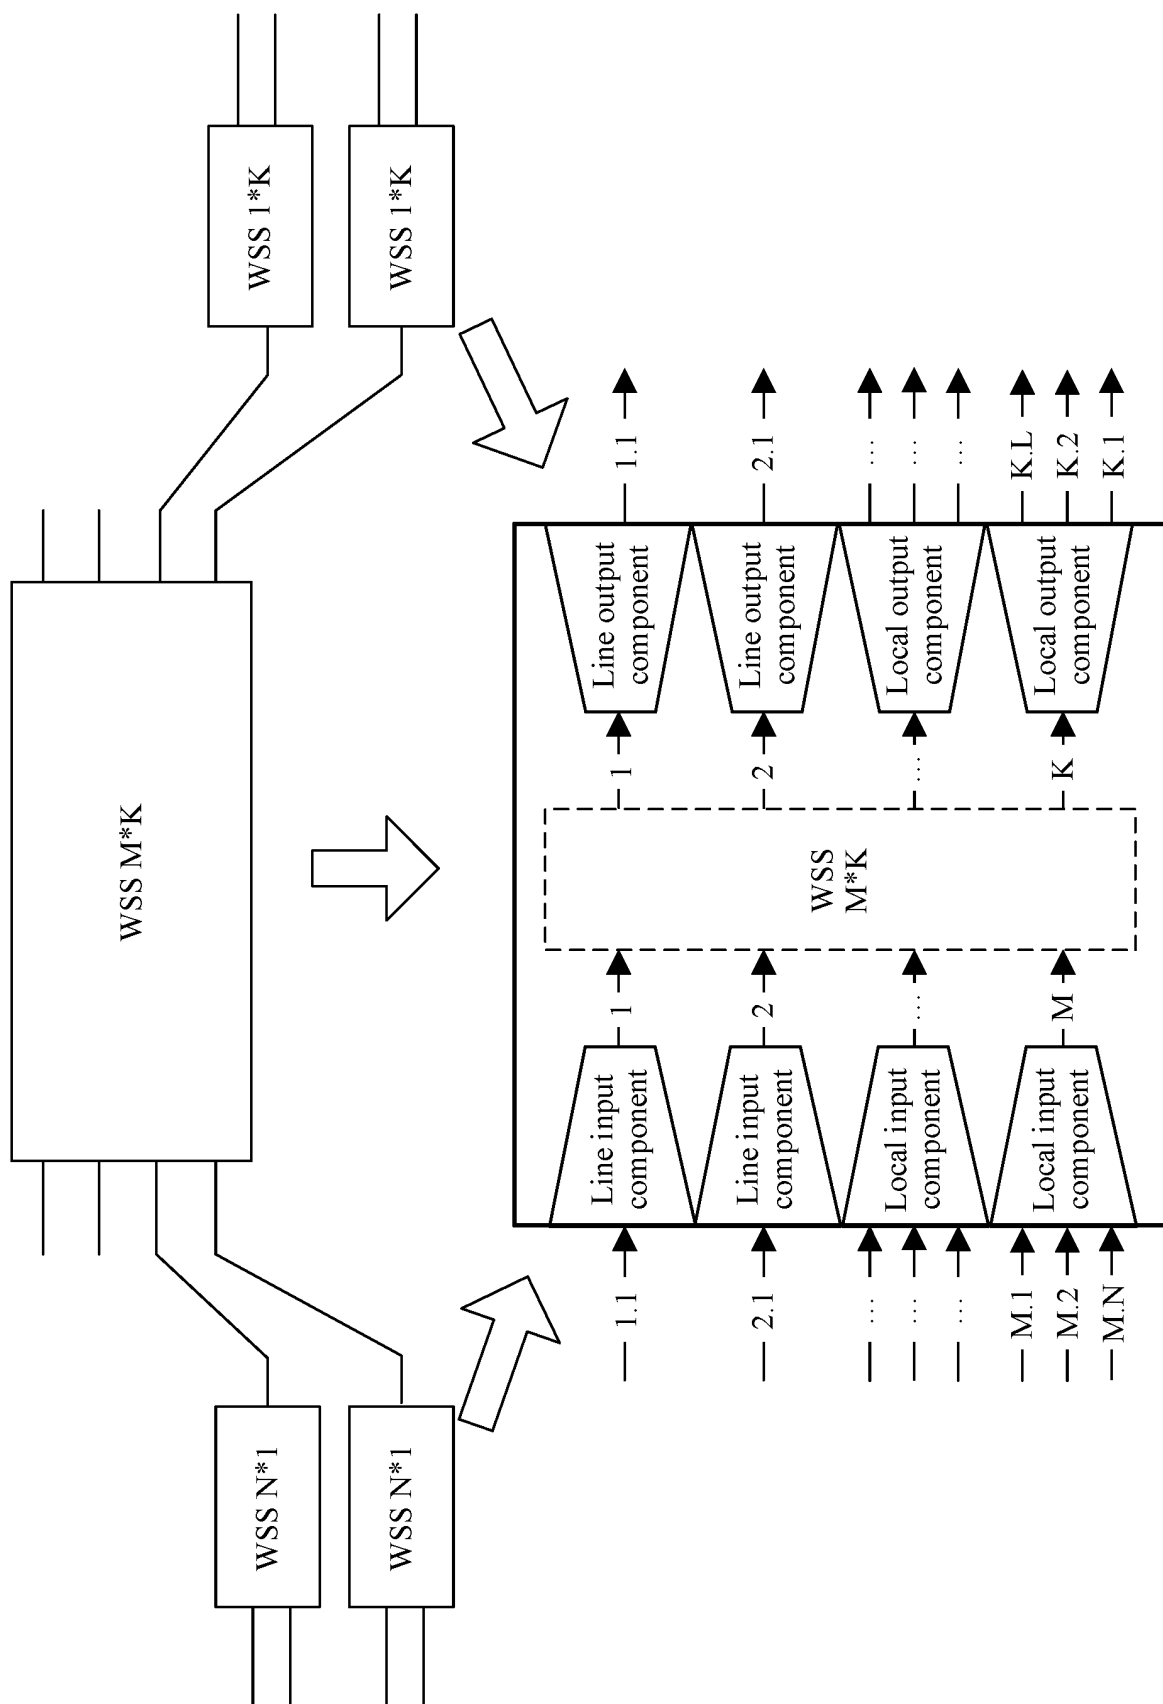 WSS M*K
WSS N*1
WSS N*1
WSS 1*K
WSS 1*K
1.1
Line input
component
1
1
Line output
component
1.1
2.1
Line input
component
2
WSS
M*K
2
Line output
component
2.1
...
...
...
Local input
component
...
...
Local output
component
...
...
...
M.1
M.2
M.N
Local input
component
M
K
Local output
component
K.L
K.2
K.1